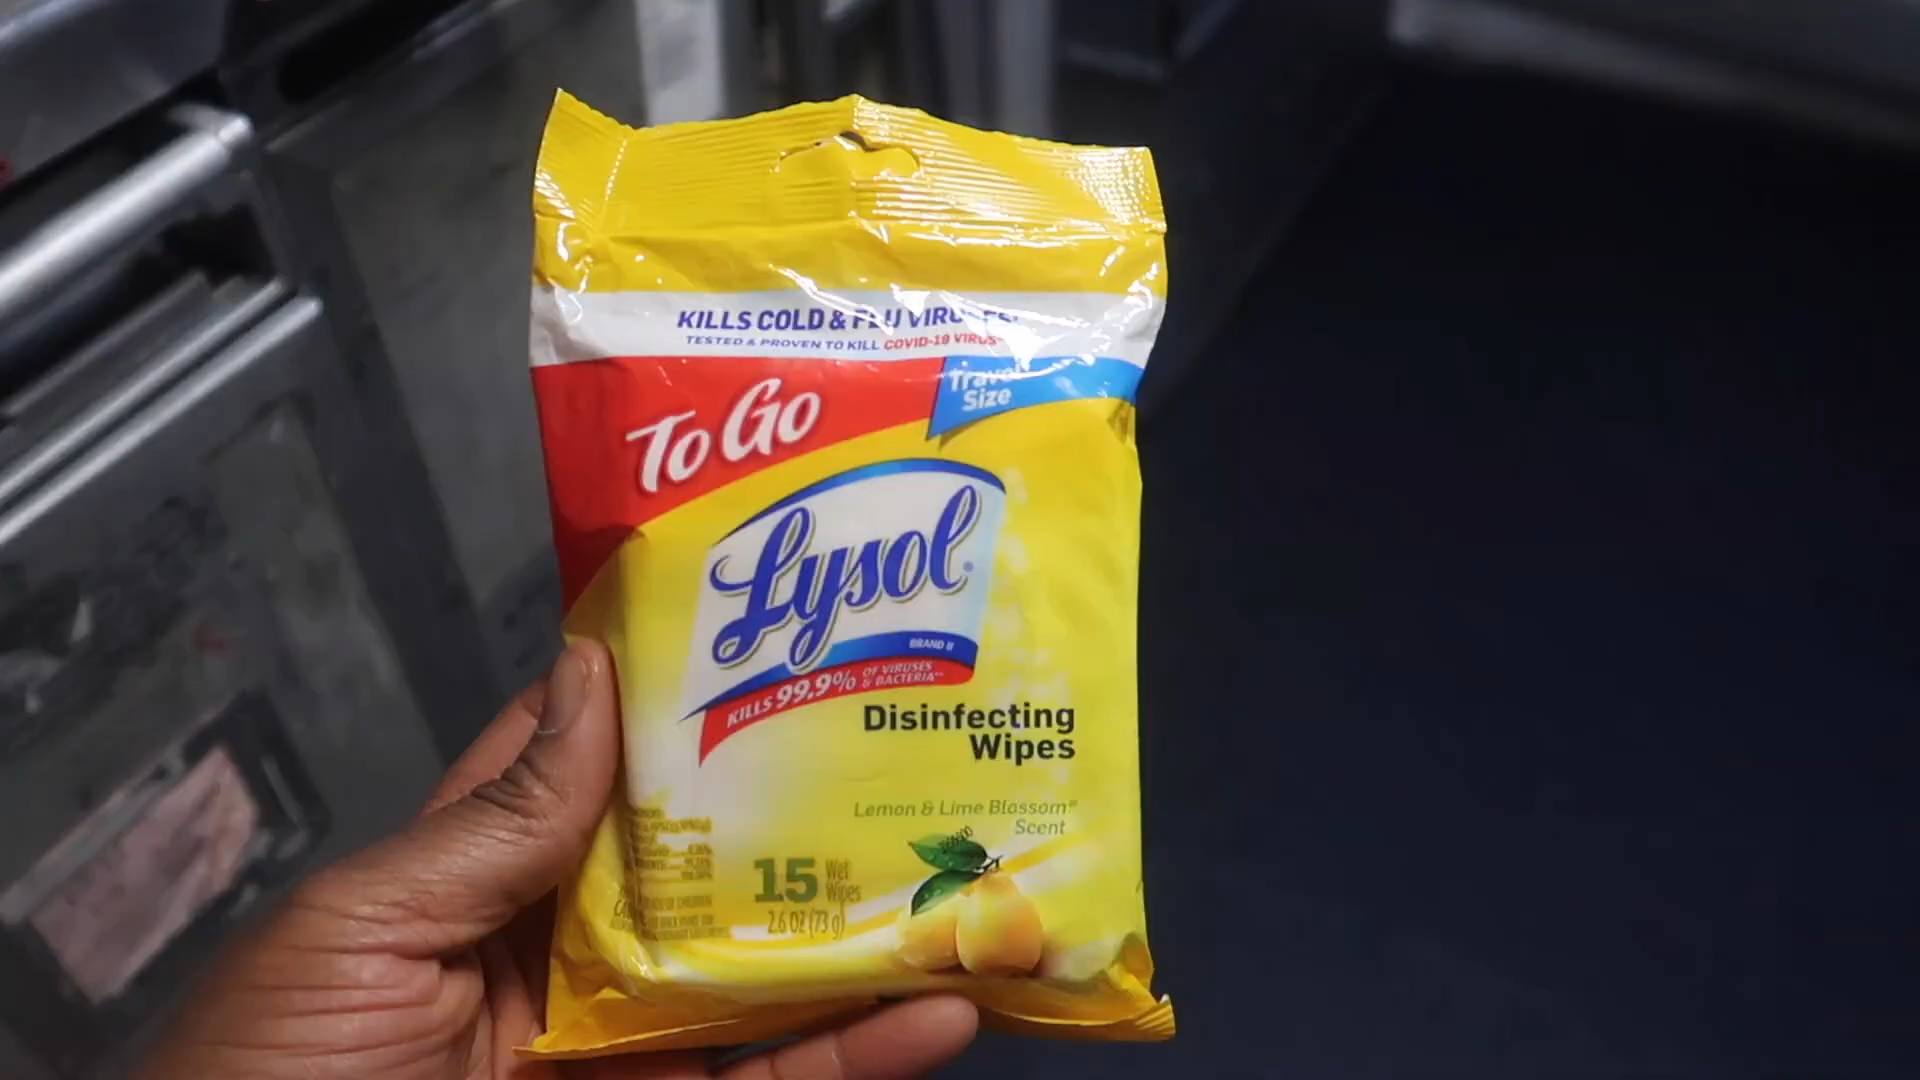 KILLS COLD & FLU VIRUSES
TESTED & PROVEN TO KILL COVID-19 VIRUS
To Go
Travel
Size
Lysol
BRAND II
KILLS 99.9% OF VIRUSES
& BACTERIA**
Disinfecting
Wipes
Lemon & Lime Blossom®
Scent
15 Wet
Wipes
2.6 OZ (73 g)